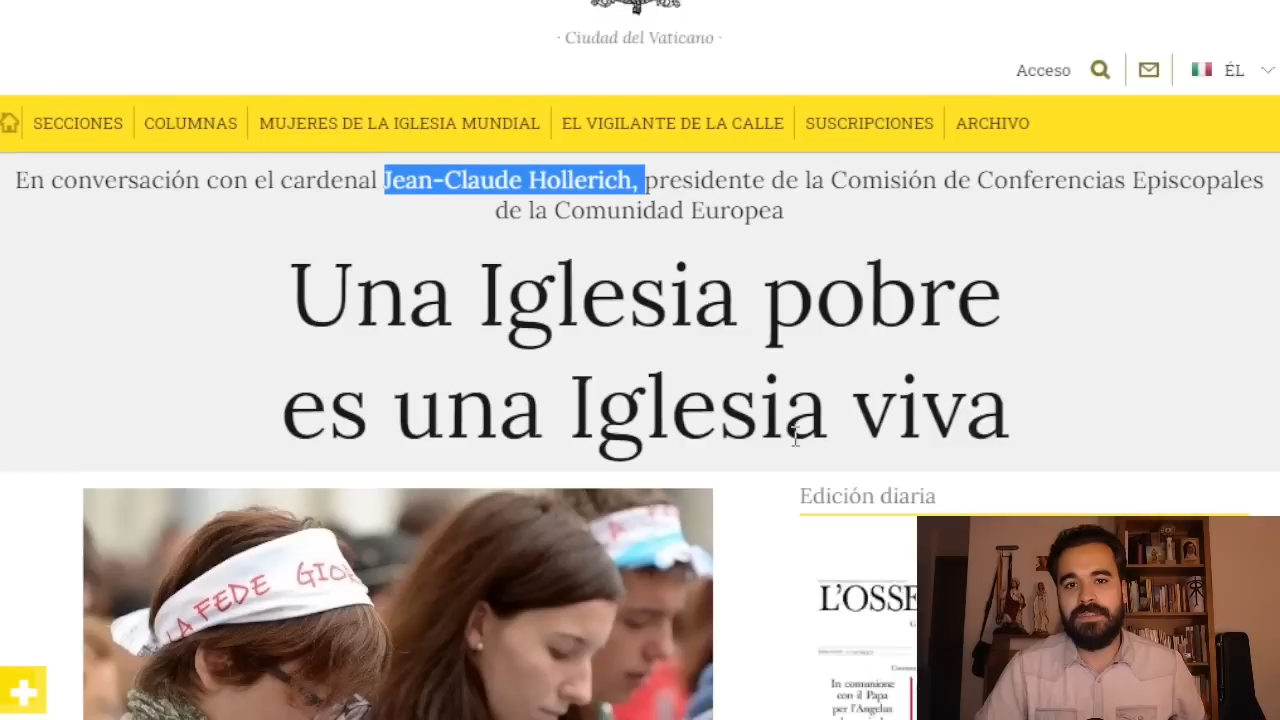 · Ciudad del Vaticano ·
Acceso
ÉL
SECCIONES
COLUMNAS
MUJERES DE LA IGLESIA MUNDIAL
EL VIGILANTE DE LA CALLE
SUSCRIPCIONES
ARCHIVO
En conversación con el cardenal Jean-Claude Hollerich, presidente de la Comisión de Conferencias Episcopales
de la Comunidad Europea
Una Iglesia pobre
es una Iglesia viva
Edición diaria
LA FEDE GIO
L'OSSE
In comunione
con il Papa
per l'Angelus